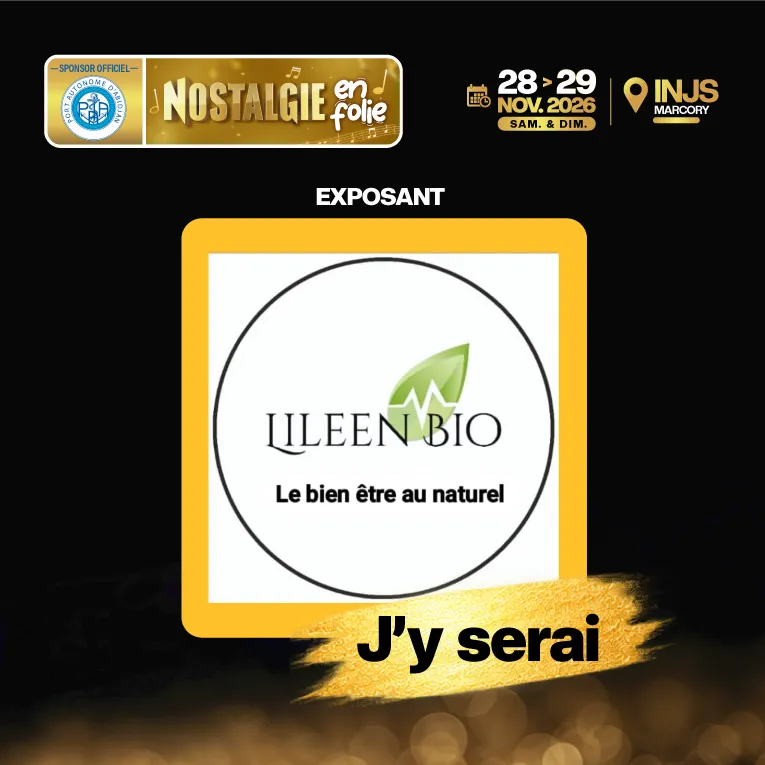 SPONSOR OFFICIEL
PORT AUTONOME D'ABIDJAN
NOSTALGIE en folie
28 > 29
NOV. 2026
SAM. & DIM.
INJS
MARCORY
EXPOSANT
LILEEN BIO
Le bien être au naturel
J'y serai